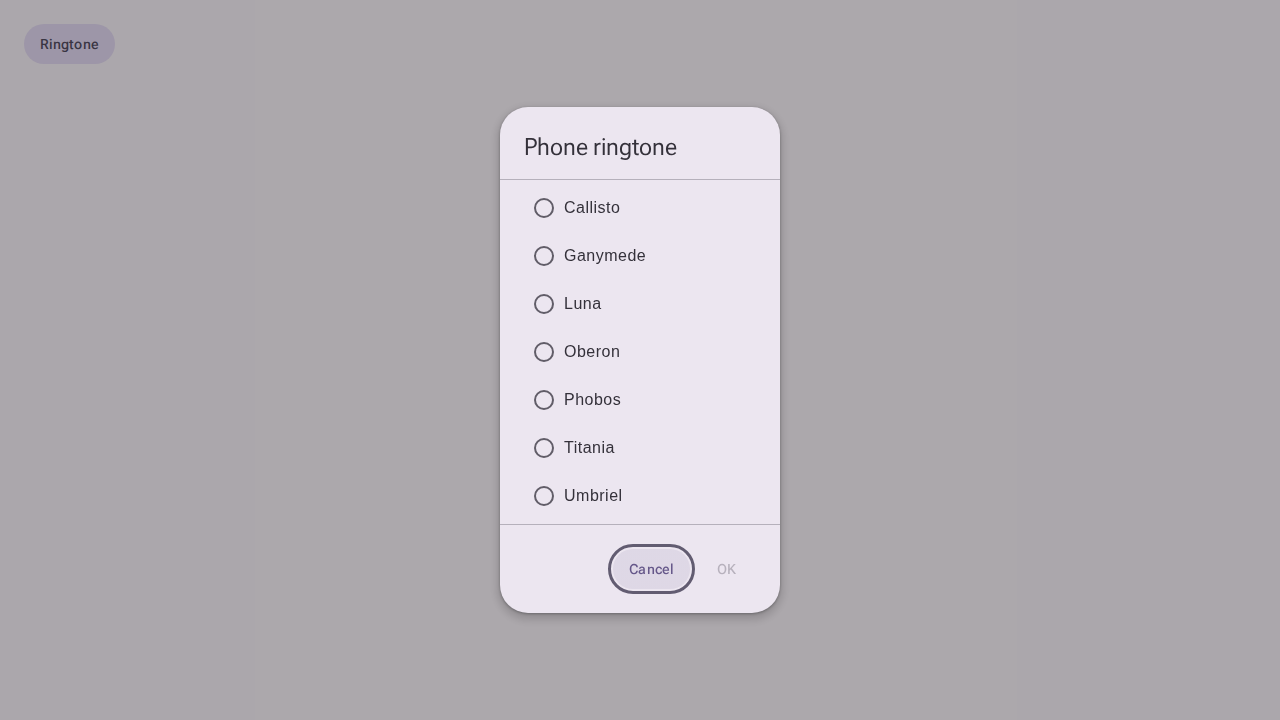 Ringtone
Phone ringtone
Callisto
Ganymede
Luna
Oberon
Phobos
Titania
Umbriel
Cancel
OK